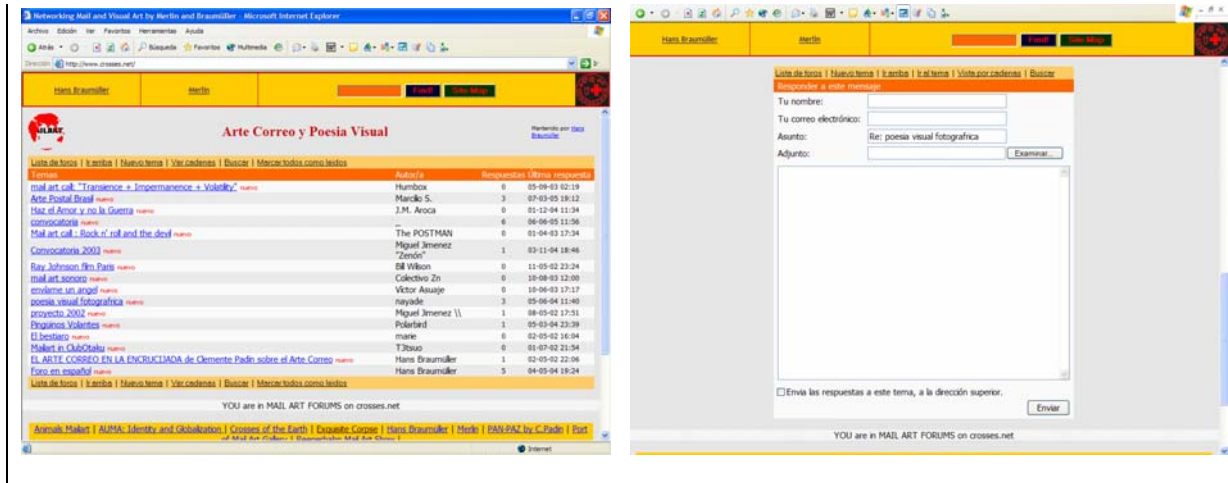 Networking Mail and Visual Art by Merlin and Braumüller - Microsoft Internet Explorer
Archivo Edición Ver Favoritos Herramientas Ayuda
Atrás Búsqueda Favoritos Multimedia
Dirección http://www.crosses.net/ Ir
Hans Braumüller Merlin Find! Site Map
MAILART
Arte Correo y Poesia Visual
Mantenido por Hans Braumüller
Lista de foros | Ir arriba | Nuevo tema | Ver cadenas | Buscar | Marcar todos como leidos
Temas Autor/a Respuestas Última respuesta
mail art call: "Transience + Impermanence + Volatility" nuevo Humbox 0 05-09-03 02:19
Arte Postal Brasil nuevo Marcilo S. 3 07-03-05 19:12
Haz el Amor y no la Guerra nuevo J.M. Aroca 0 01-12-04 11:34
convocatoria nuevo _ 6 06-06-05 11:56
Mail art call : Rock n' roll and the devil nuevo The POSTMAN 0 01-04-03 17:34
Convocatoria 2003 nuevo Miguel Jmenez "Zenón" 1 03-11-04 18:46
Ray Johnson film Paris nuevo Bill Wilson 0 11-05-02 23:24
mail art sonoro nuevo Colectivo Zn 0 10-08-03 12:00
enviame un angel nuevo Victor Asuaje 0 10-06-03 17:17
poesia visual fotografica nuevo nayade 3 05-06-04 11:40
proyecto 2002 nuevo Miguel Jmenez \\ 1 08-05-02 17:51
Pingüinos Volantes nuevo Polarbird 1 05-03-04 23:39
El bestiaro nuevo marie 0 02-05-02 16:04
Mailart in ClubOtaku nuevo T3tsuo 0 01-07-02 21:54
EL ARTE CORREO EN LA ENCRUCIJADA de Clemente Padin sobre el Arte Correo nuevo Hans Braumüller 1 02-05-02 22:06
Foro en español nuevo Hans Braumüller 5 04-05-04 19:24
Lista de foros | Ir arriba | Nuevo tema | Ver cadenas | Buscar | Marcar todos como leidos
YOU are in MAIL ART FORUMS on crosses.net
Animals Mailart | AUMA: Identity and Globalization | Crosses of the Earth | Exquisite Corpse | Hans Braumüller | Merlin | PAN-PAZ by C.Padin | Port
of Mail Art Gallery | Reeperbahn Mail Art Show |
Internet
Hans Braumüller Merlin Find! Site Map
Lista de foros | Nuevo tema | Ir arriba | Ir al tema | Vista por cadenas | Buscar
Responder a este mensaje
Tu nombre:
Tu correo electrónico:
Asunto: Re: poesia visual fotografrica
Adjunto: Examinar...
Envia las respuestas a este tema, a la dirección superior.
Enviar
YOU are in MAIL ART FORUMS on crosses.net